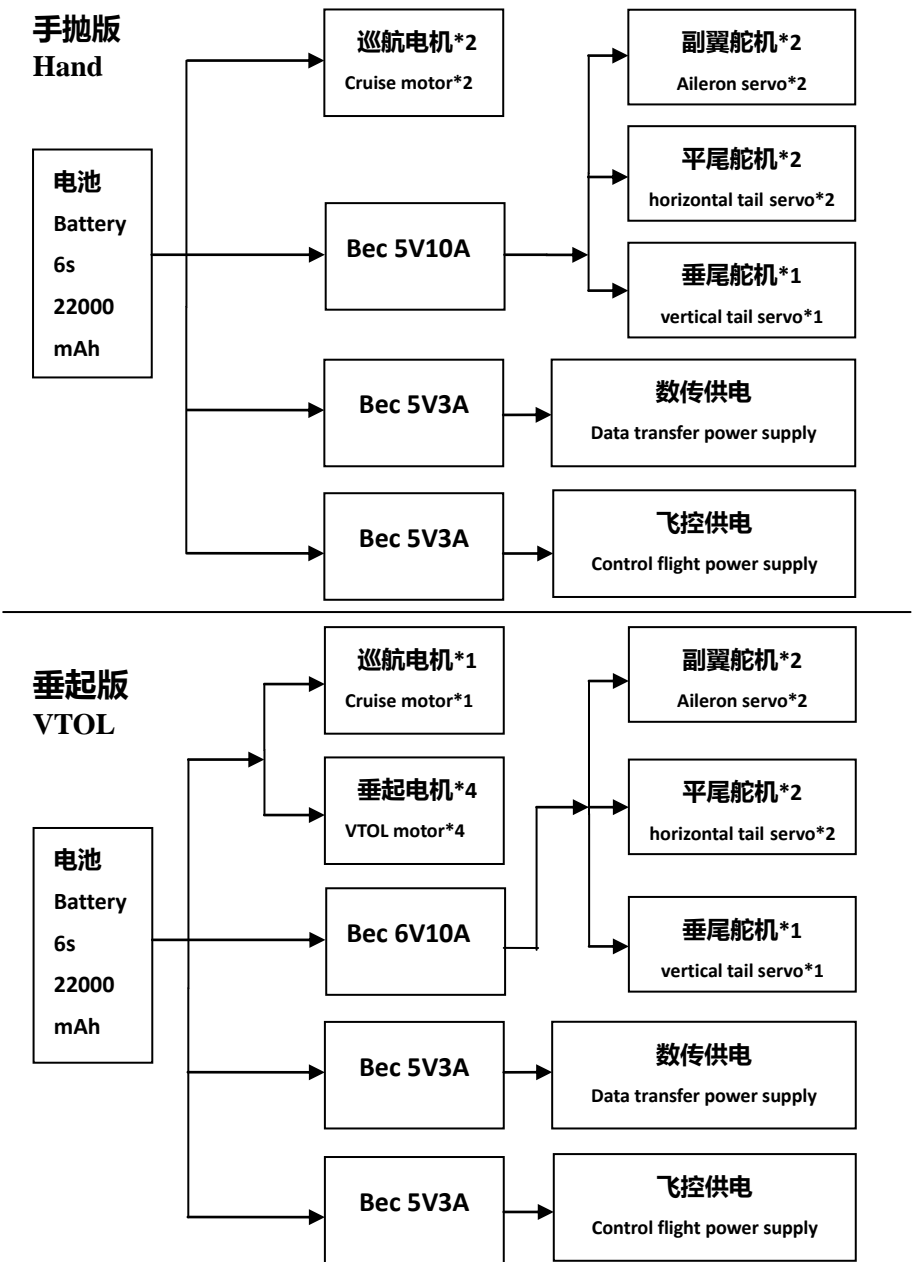 手抛版
Hand
巡航电机*2
Cruise motor*2
副翼舵机*2
Aileron servo*2
平尾舵机*2
horizontal tail servo*2
电池
Battery
6s
22000
mAh
Bec 5V10A
垂尾舵机*1
vertical tail servo*1
Bec 5V3A
数传供电
Data transfer power supply
Bec 5V3A
飞控供电
Control flight power supply
垂起版
VTOL
巡航电机*1
Cruise motor*1
副翼舵机*2
Aileron servo*2
垂起电机*4
VTOL motor*4
平尾舵机*2
horizontal tail servo*2
电池
Battery
6s
22000
mAh
Bec 6V10A
垂尾舵机*1
vertical tail servo*1
Bec 5V3A
数传供电
Data transfer power supply
Bec 5V3A
飞控供电
Control flight power supply